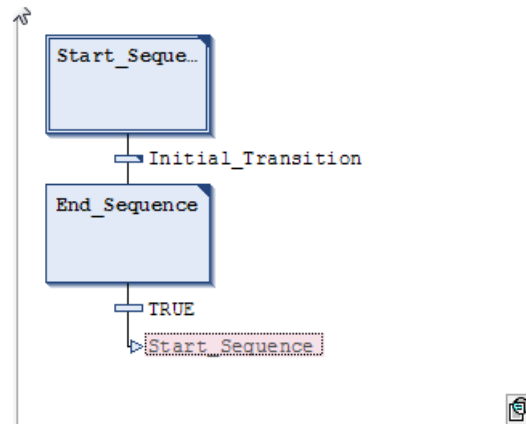 Start_Seque…
Initial_Transition
End_Sequence
TRUE
Start_Sequence